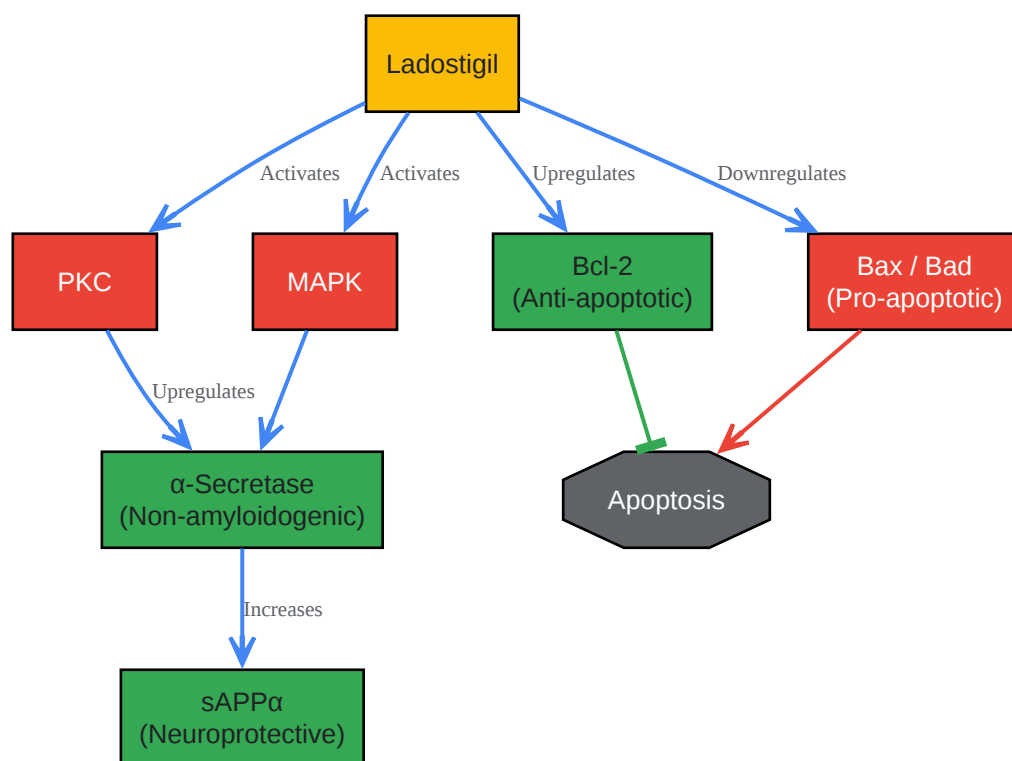 Ladostigil
Activates
Activates
Upregulates
Downregulates
PKC
MAPK
Bcl-2
(Anti-apoptotic)
Bax / Bad
(Pro-apoptotic)
Upregulates
α-Secretase
(Non-amyloidogenic)
Apoptosis
Increases
sAPPα
(Neuroprotective)